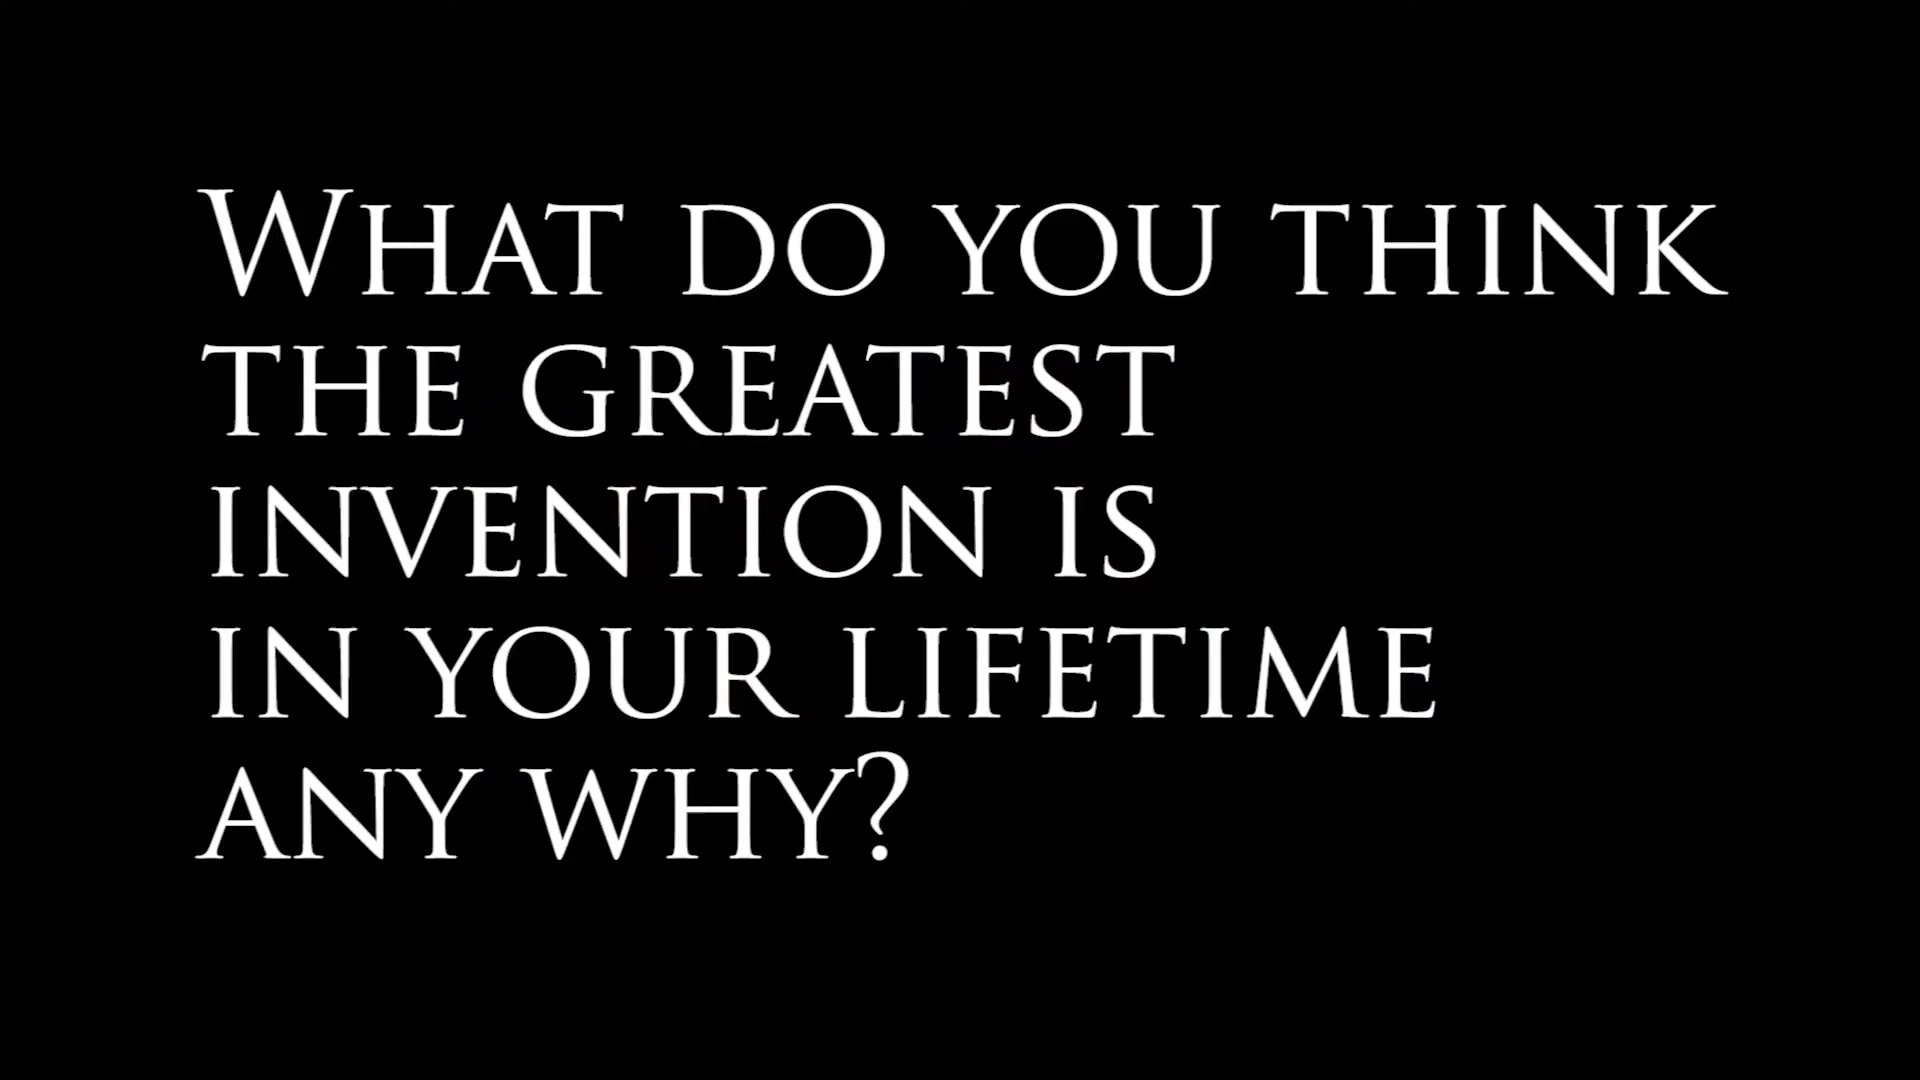 What do you think
the greatest
invention is
in your lifetime
any why?